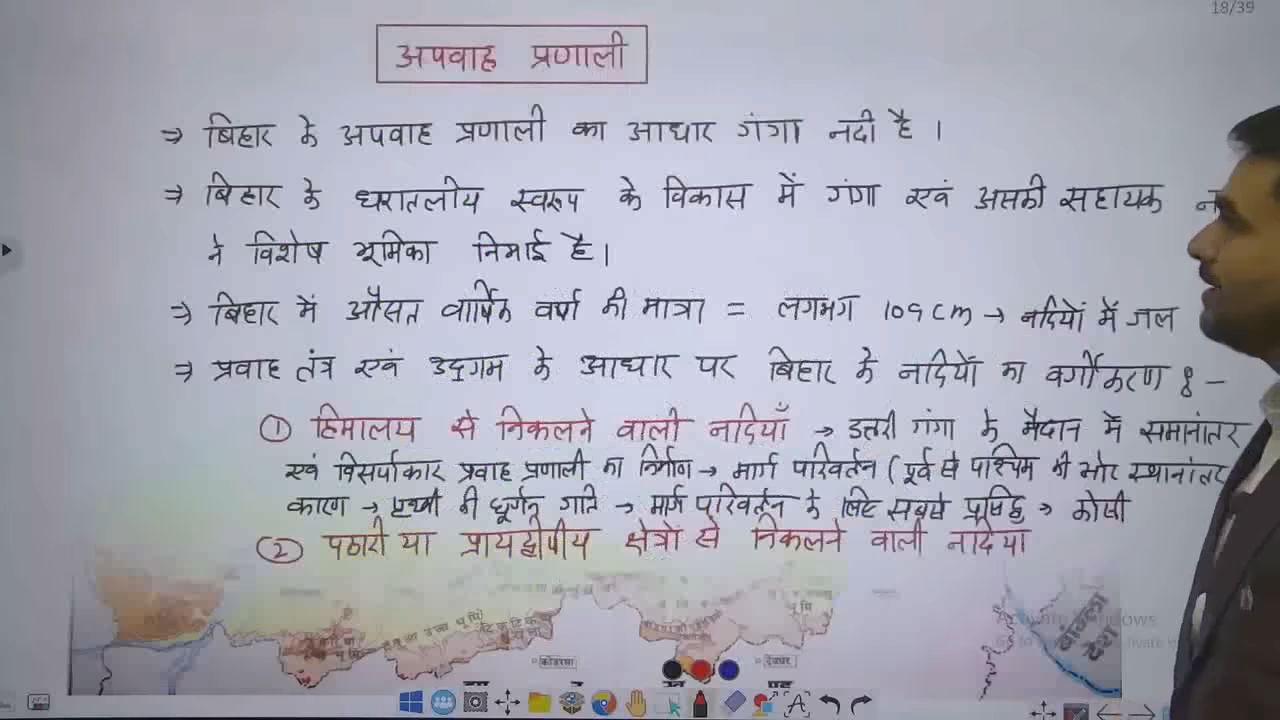 18/39
अपवाह प्रणाली
⇒ बिहार के अपवाह प्रणाली का आधार गंगा नदी है ।
⇒ बिहार के धरातलीय स्वरूप के विकास में गंगा एवं उसकी सहायक
ने विशेष भूमिका निभाई है ।
⇒ बिहार में औसत वार्षिक वर्षा की मात्रा = लगभग 109 cm → नदियों में जल
⇒ प्रवाह तंत्र एवं उद्गम के आधार पर बिहार के नदियों का वर्गीकरण :-
① हिमालय से निकलने वाली नदियाँ → उत्तरी गंगा के मैदान में समानांतर
एवं विसर्पाकार प्रवाह प्रणाली का निर्माण → मार्ग परिवर्तन (पूर्व से पश्चिम की ओर स्थानांतर
कारण → पृथ्वी की घूर्णन गति → मार्ग परिवर्तन के लिए सबसे प्रसिद्ध → कोसी
② पठारी या प्रायद्वीपीय क्षेत्रों से निकलने वाली नदियाँ
कोडरमा
देवघर
बांग्ला
देश